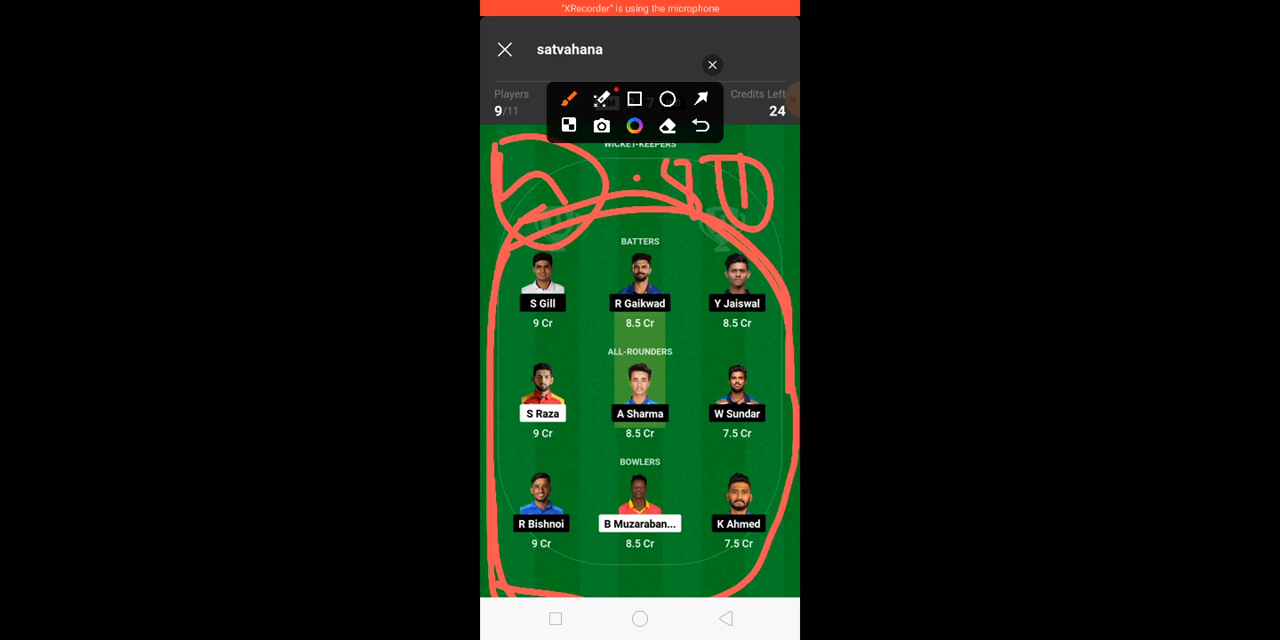 "XRecorder" is using the microphone
satvahana
Players
Credits Left
9/11
24
WICKET-KEEPERS
BATTERS
S Gill
R Gaikwad
Y Jaiswal
9 Cr
8.5 Cr
8.5 Cr
ALL-ROUNDERS
S Raza
A Sharma
W Sundar
9 Cr
8.5 Cr
7.5 Cr
BOWLERS
R Bishnoi
B Muzaraban...
K Ahmed
9 Cr
8.5 Cr
7.5 Cr